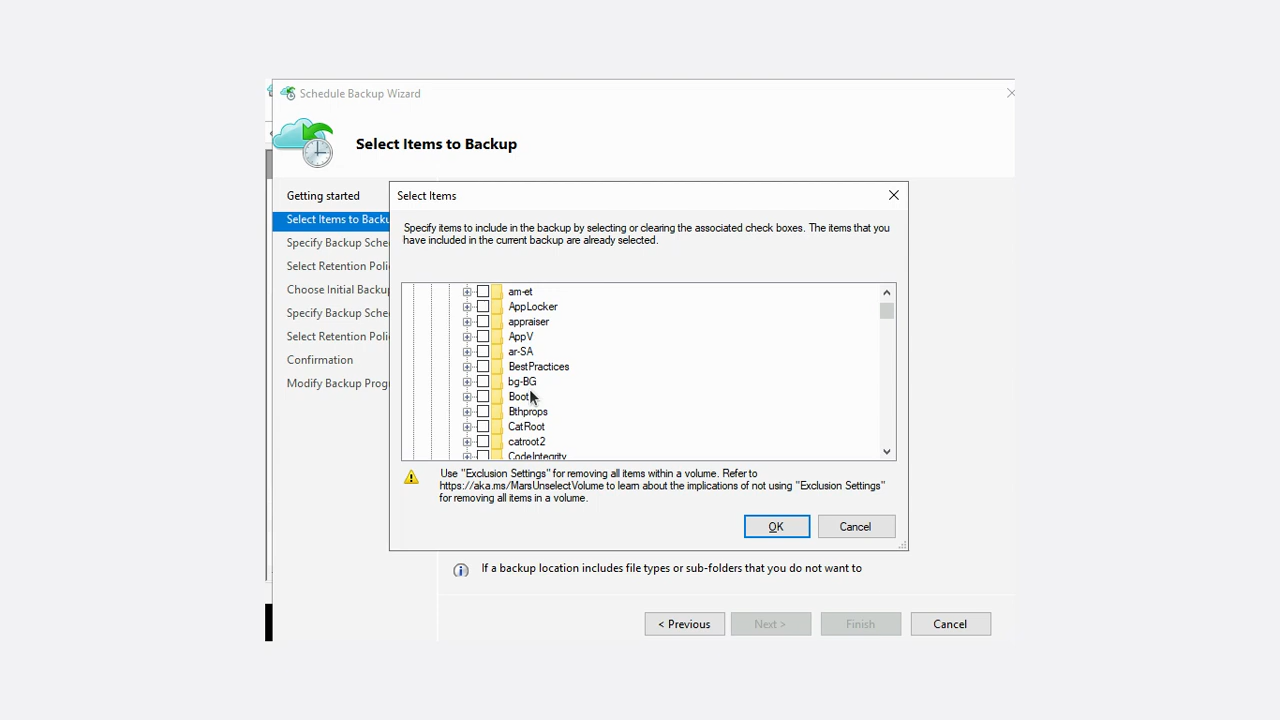 Schedule Backup Wizard
Select Items to Backup
Getting started
Select Items to Backu
Specify Backup Sche
Select Retention Poli
Choose Initial Backup
Specify Backup Sche
Select Retention Poli
Confirmation
Modify Backup Prog
Select Items
Specify items to include in the backup by selecting or clearing the associated check boxes. The items that you
have included in the current backup are already selected.
am-et
AppLocker
appraiser
AppV
ar-SA
BestPractices
bg-BG
Boot
Bthprops
CatRoot
catroot2
CodeIntegrity
Use "Exclusion Settings" for removing all items within a volume. Refer to
https://aka.ms/MarsUnselectVolume to learn about the implications of not using "Exclusion Settings"
for removing all items in a volume.
OK
Cancel
If a backup location includes file types or sub-folders that you do not want to
< Previous
Next >
Finish
Cancel